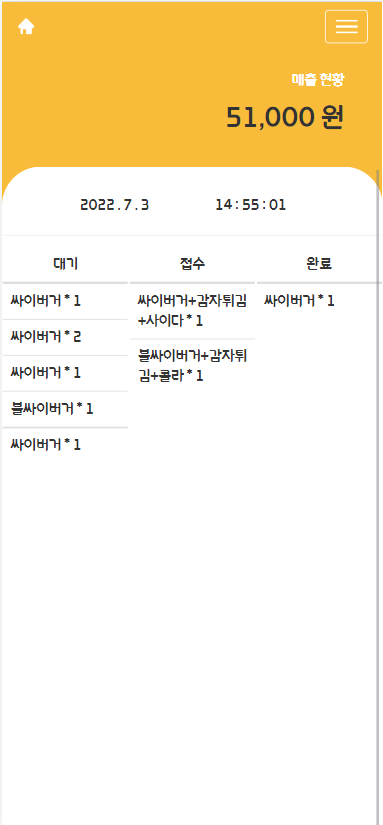 매출 현황
51,000 원
2022.7.3 14:55:01
대기 접수 완료
싸이버거 * 1
싸이버거 * 2
싸이버거 * 1
불싸이버거 * 1
싸이버거 * 1
싸이버거+감자튀김
+사이다 * 1
불싸이버거+감자튀
김+콜라 * 1
싸이버거 * 1